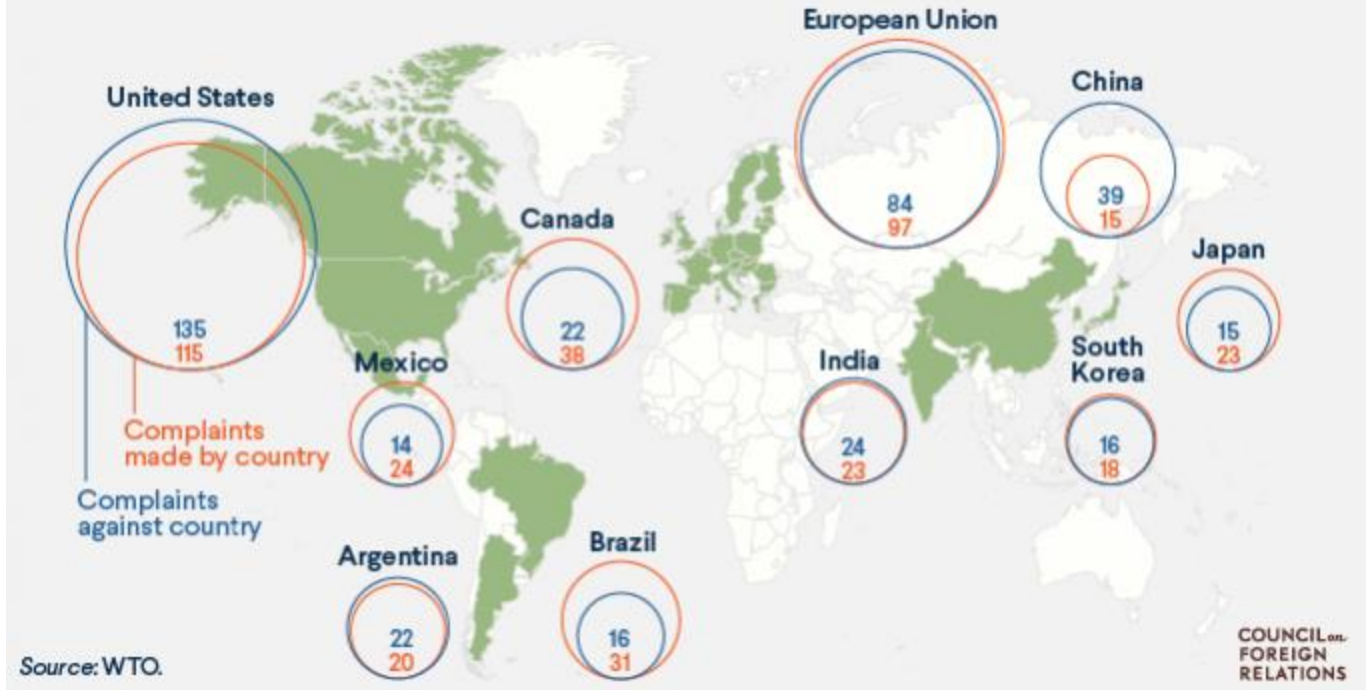 European Union
84
97
China
39
15
United States
135
115
Canada
22
38
Japan
15
23
Mexico
14
24
India
24
23
South
Korea
16
18
Complaints
made by country
Complaints
against country
Argentina
22
20
Brazil
16
31
Source: WTO.
COUNCIL on
FOREIGN
RELATIONS